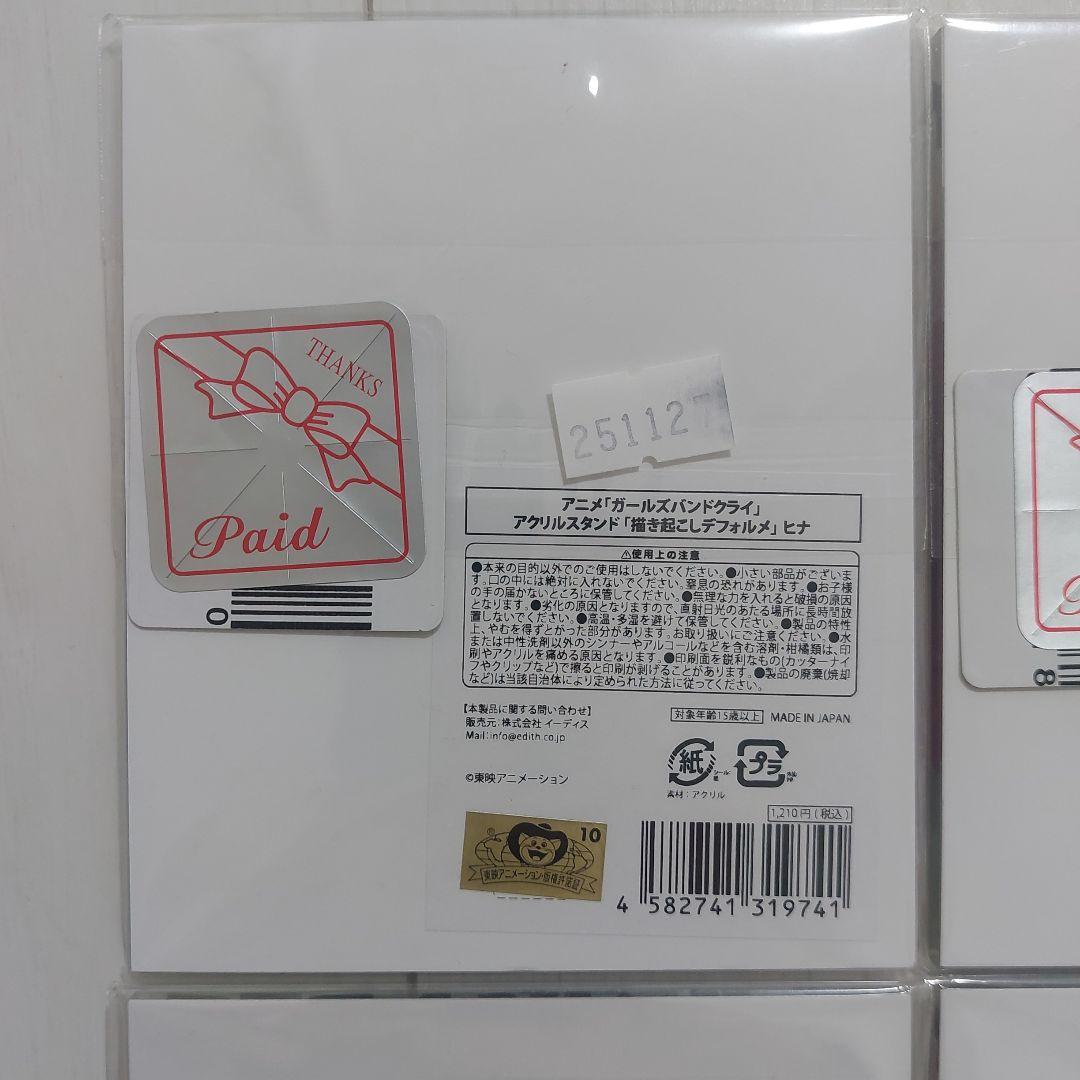 THANKS
Paid
0
251127
アニメ「ガールズバンドクライ」
アクリルスタンド「描き起こしデフォルメ」ヒナ
⚠使用上の注意
●本来の目的以外でのご使用はしないでください。●小さい部品がございま
す。口の中には絶対に入れないでください。窒息の恐れがあります。●お子様
の手の届かないところに保管してください。●無理な力を入れると破損の原因
となります。●劣化の原因となりますので、直射日光のあたる場所に長時間放
置しないでください。●高温・多湿を避けて保管してください。●製品の特性
上、やむを得ずとがった部分があります。お取り扱いにご注意ください。●水
または中性洗剤以外のシンナーやアルコールなどを含む溶剤・柑橘類は、印
刷やアクリルを痛める原因となります。●印刷面を鋭利なもの(カッターナイ
フやクリップなど)で擦ると印刷が剥げることがあります。●製品の廃棄(焼却
など)は当該自治体により定められた方法に従ってください。
【本製品に関する問い合わせ】
販売元:株式会社 イーディス
Mail:info@edith.co.jp
対象年齢15歳以上 MADE IN JAPAN
紙
プラ
素材:アクリル
©東映アニメーション
1,210円(税込)
® 10
東映アニメーション・版権許諾証
4 582741 319741
8